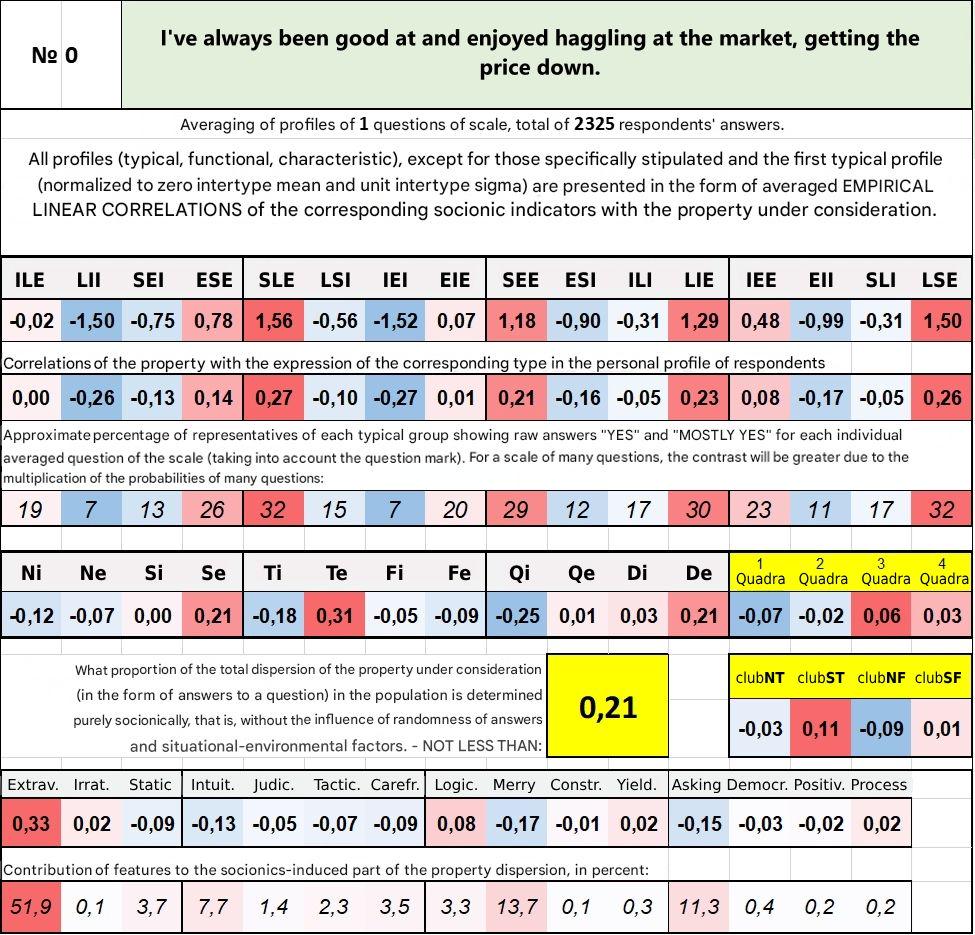 № 0
I've always been good at and enjoyed haggling at the market, getting the
price down.
Averaging of profiles of 1 questions of scale, total of 2325 respondents' answers.
All profiles (typical, functional, characteristic), except for those specifically stipulated and the first typical profile
(normalized to zero intertype mean and unit intertype sigma) are presented in the form of averaged EMPIRICAL
LINEAR CORRELATIONS of the corresponding socionic indicators with the property under consideration.
ILE LII SEI ESE SLE LSI IEI EIE SEE ESI ILI LIE IEE EII SLI LSE
-0,02 -1,50 -0,75 0,78 1,56 -0,56 -1,52 0,07 1,18 -0,90 -0,31 1,29 0,48 -0,99 -0,31 1,50
Correlations of the property with the expression of the corresponding type in the personal profile of respondents
0,00 -0,26 -0,13 0,14 0,27 -0,10 -0,27 0,01 0,21 -0,16 -0,05 0,23 0,08 -0,17 -0,05 0,26
Approximate percentage of representatives of each typical group showing raw answers "YES" and "MOSTLY YES" for each individual
averaged question of the scale (taking into account the question mark). For a scale of many questions, the contrast will be greater due to the
multiplication of the probabilities of many questions:
19 7 13 26 32 15 7 20 29 12 17 30 23 11 17 32
Ni Ne Si Se Ti Te Fi Fe Qi Qe Di De 1 Quadra 2 Quadra 3 Quadra 4 Quadra
-0,12 -0,07 0,00 0,21 -0,18 0,31 -0,05 -0,09 -0,25 0,01 0,03 0,21 -0,07 -0,02 0,06 0,03
What proportion of the total dispersion of the property under consideration
(in the form of answers to a question) in the population is determined
purely socionically, that is, without the influence of randomness of answers
and situational-environmental factors. - NOT LESS THAN:
0,21
clubNT clubST clubNF clubSF
-0,03 0,11 -0,09 0,01
Extrav. Irrat. Static Intuit. Judic. Tactic. Carefr. Logic. Merry Constr. Yield. Asking Democr. Positiv. Process
0,33 0,02 -0,09 -0,13 -0,05 -0,07 -0,09 0,08 -0,17 -0,01 0,02 -0,15 -0,03 -0,02 0,02
Contribution of features to the socionics-induced part of the property dispersion, in percent:
51,9 0,1 3,7 7,7 1,4 2,3 3,5 3,3 13,7 0,1 0,3 11,3 0,4 0,2 0,2